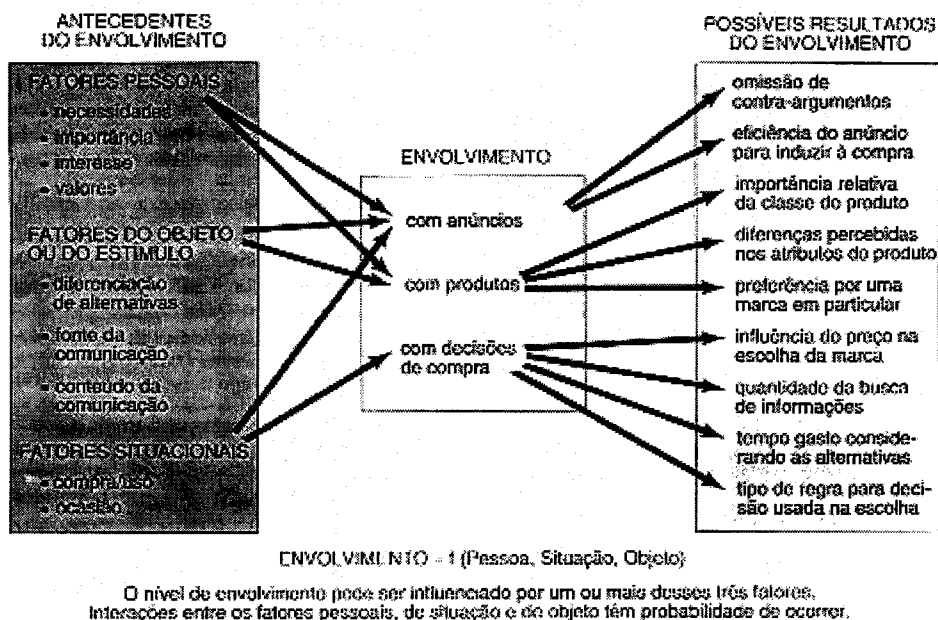 ANTECEDENTES
DO ENVOLVIMENTO
FATORES PESSOAIS
• necessidades
• importância
• interesse
• valores
FATORES DO OBJETO
OU DO ESTÍMULO
• diferenciação
de alternativas
• fonte da
comunicação
• conteúdo da
comunicação
FATORES SITUACIONAIS
• compra/uso
• ocasião
ENVOLVIMENTO
com anúncios
com produtos
com decisões
de compra
POSSÍVEIS RESULTADOS
DO ENVOLVIMENTO
omissão de
contra-argumentos
eficiência do anúncio
para induzir à compra
importância relativa
da classe do produto
diferenças percebidas
nos atributos do produto
preferência por uma
marca em particular
influência do preço na
escolha da marca
quantidade da busca
de informações
tempo gasto conside-
rando as alternativas
tipo de regra para deci-
são usada na escolha
ENVOLVIMENTO = f (Pessoa, Situação, Objeto)
O nível de envolvimento pode ser influenciado por um ou mais desses três fatores.
Interações entre os fatores pessoais, de situação e de objeto têm probabilidade de ocorrer.